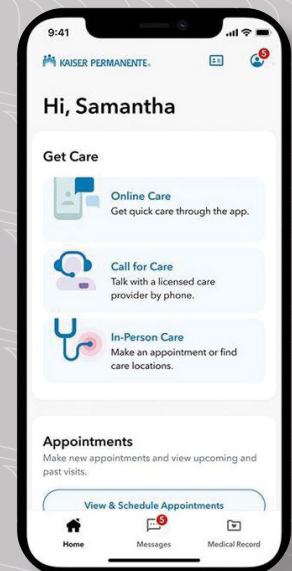 9:41
KAISER PERMANENTE®
5
Hi, Samantha
Get Care
Online Care
Get quick care through the app.
Call for Care
Talk with a licensed care
provider by phone.
In-Person Care
Make an appointment or find
care locations.
Appointments
Make new appointments and view upcoming and
past visits.
View & Schedule Appointments
5
Home
Messages
Medical Record